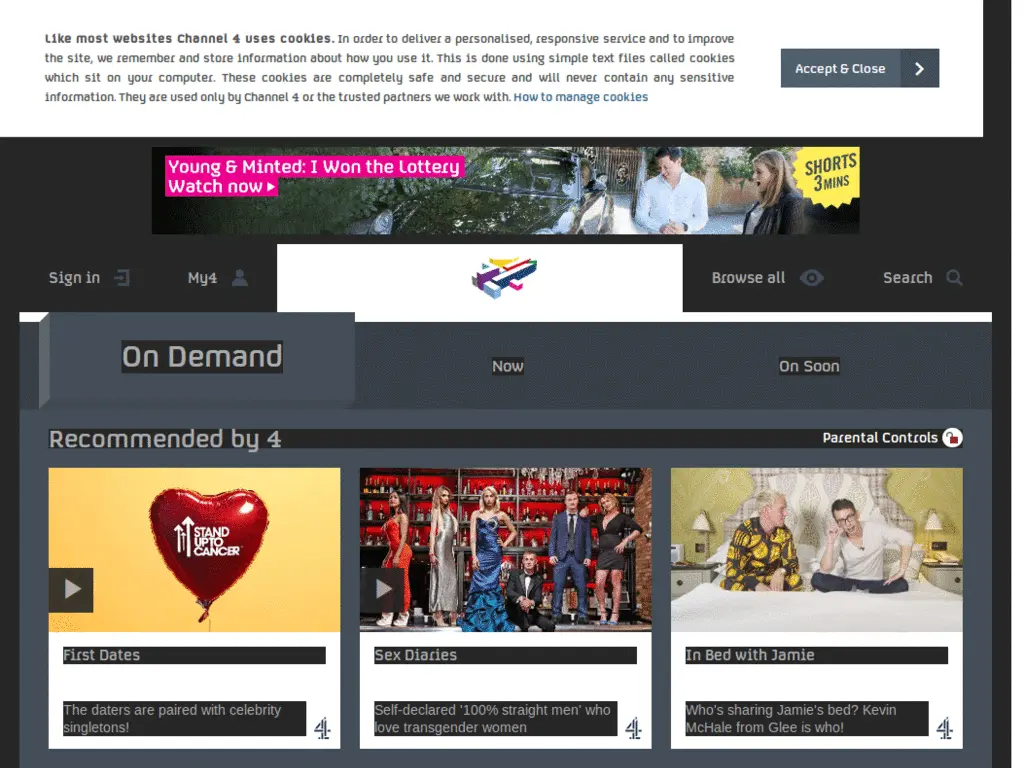 Like most websites Channel 4 uses cookies. In order to deliver a personalised, responsive service and to improve
the site, we remember and store information about how you use it. This is done using simple text files called cookies
which sit on your computer. These cookies are completely safe and secure and will never contain any sensitive
information. They are used only by Channel 4 or the trusted partners we work with. How to manage cookies
Accept & Close
Young & Minted: I Won the Lottery
Watch now
SHORTS
3MINS
Sign in
My4
Browse all
Search
On Demand
Now
On Soon
Recommended by 4
Parental Controls
STAND
UP TO
CANCER
First Dates
The daters are paired with celebrity
singletons!
4
Sex Diaries
Self-declared '100% straight men' who
love transgender women
4
In Bed with Jamie
Who's sharing Jamie's bed? Kevin
McHale from Glee is who!
4